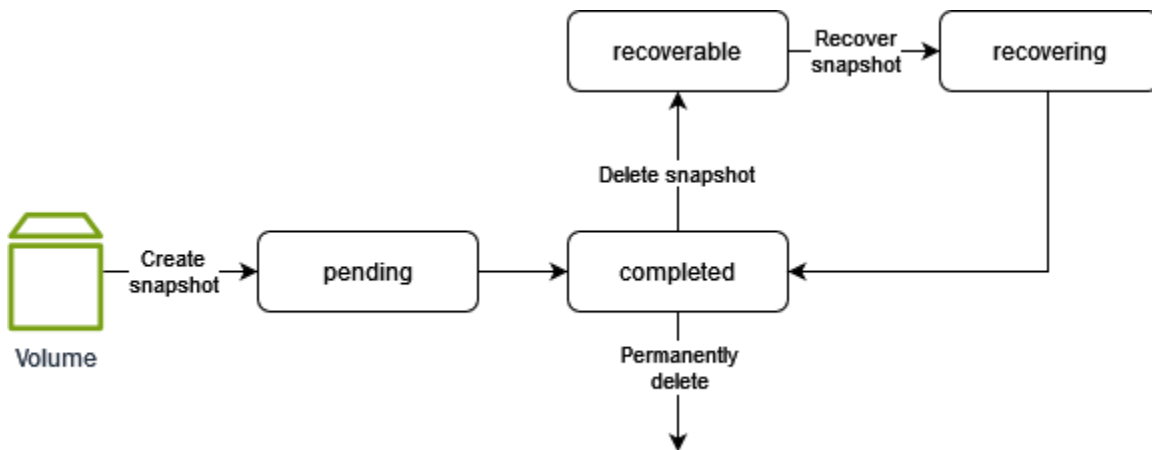 recoverable
Recover
snapshot
recovering
Delete snapshot
Create
snapshot
pending
completed
Volume
Permanently
delete